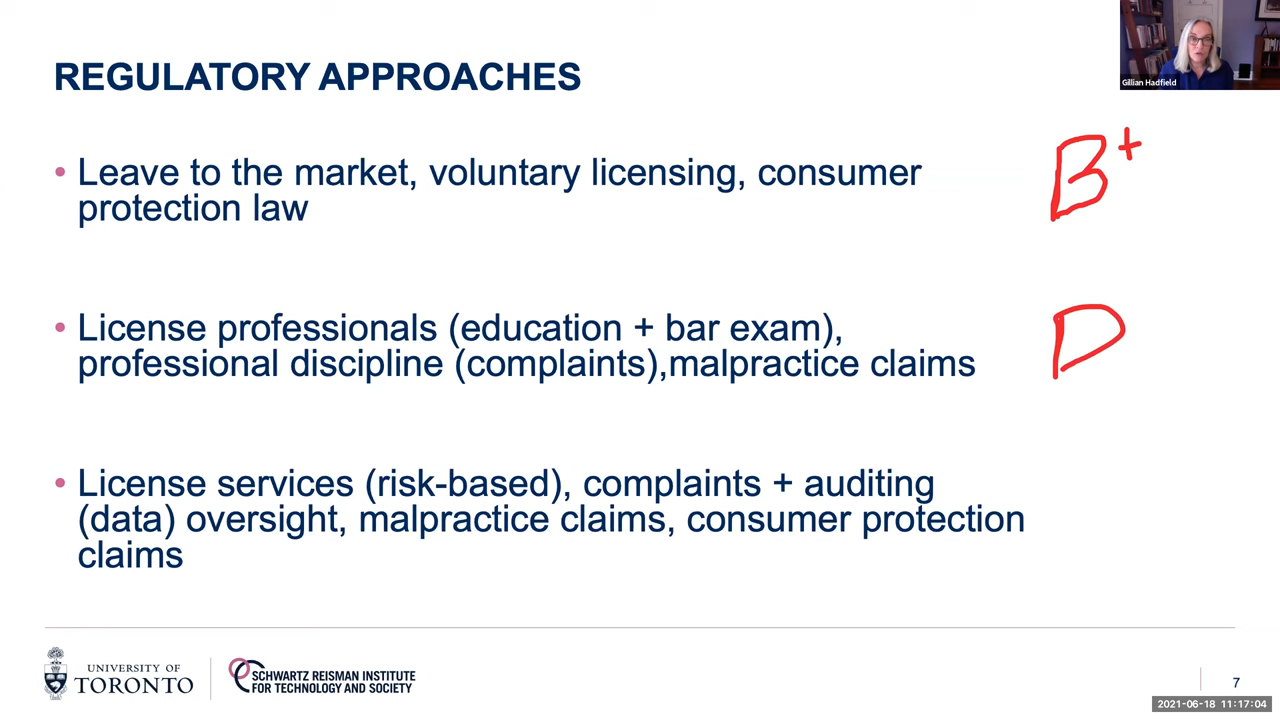 Gillian Hadfield
REGULATORY APPROACHES
• Leave to the market, voluntary licensing, consumer
protection law
B+
• License professionals (education + bar exam),
professional discipline (complaints),malpractice claims
D
• License services (risk-based), complaints + auditing
(data) oversight, malpractice claims, consumer protection
claims
UNIVERSITY OF
TORONTO
SCHWARTZ REISMAN INSTITUTE
FOR TECHNOLOGY AND SOCIETY
7
2021-06-18 11:17:04